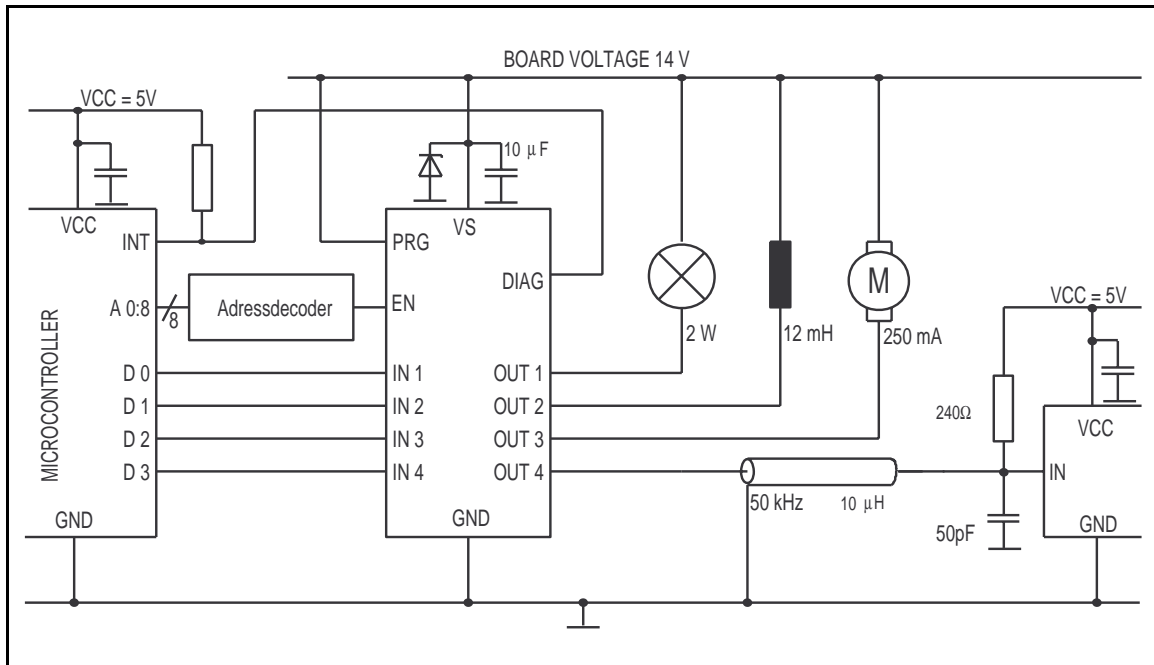 BOARD VOLTAGE 14 V
VCC = 5V
10 µF
VCC
VS
INT
PRG
DIAG
A 0:8
8
Adressdecoder
EN
M
VCC = 5V
2 W
12 mH
250 mA
MICROCONTROLLER
D 0
IN 1
OUT 1
D 1
IN 2
OUT 2
240Ω
VCC
D 2
IN 3
OUT 3
D 3
IN 4
OUT 4
IN
50 kHz
10 µH
GND
GND
50pF
GND